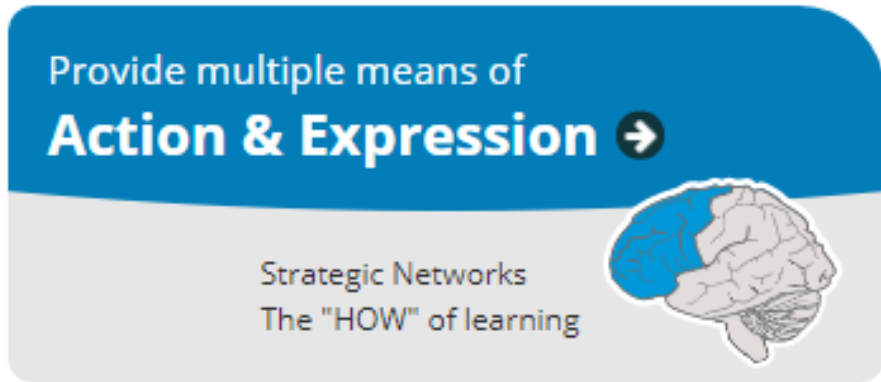 Provide multiple means of
Action & Expression
Strategic Networks
The "HOW" of learning